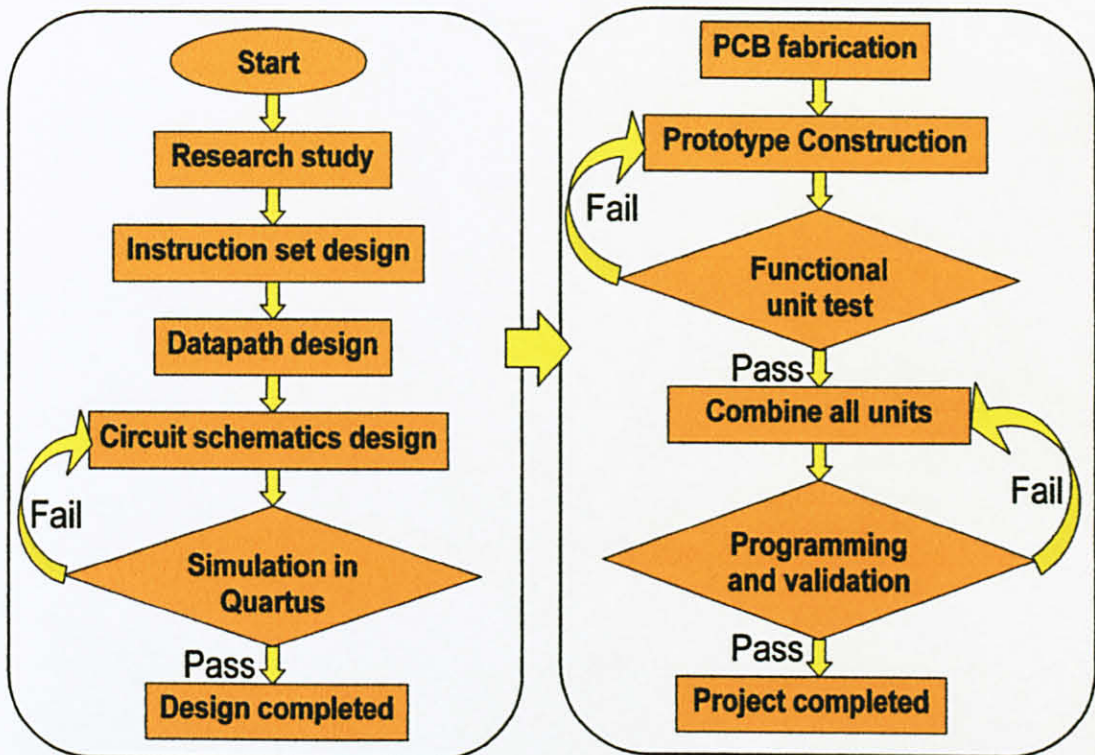 Start
Research study
Instruction set design
Datapath design
Circuit schematics design
Fail
Simulation in
Quartus
Pass
Design completed
PCB fabrication
Prototype Construction
Fail
Functional
unit test
Pass
Combine all units
Fail
Programming
and validation
Pass
Project completed